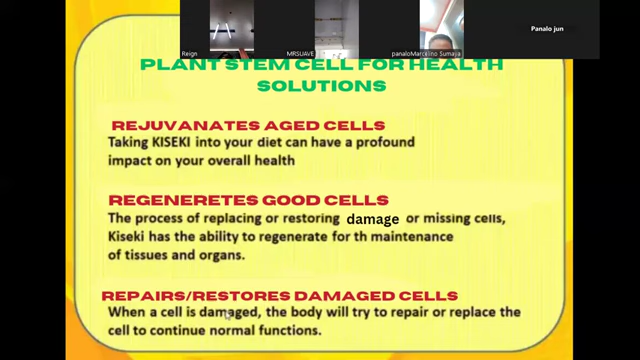 Reign
MRSUAVE
panaloMarcelino Sumaya
Panalo jun
PLANT STEM CELL FOR HEALTH
SOLUTIONS
REJUVANATES AGED CELLS
Taking KISEKI into your diet can have a profound
impact on your overall health
REGENERETES GOOD CELLS
The process of replacing or restoring damage or missing cells,
Kiseki has the ability to regenerate for th maintenance
of tissues and organs.
REPAIRS/RESTORES DAMAGED CELLS
When a cell is damaged, the body will try to repair or replace the
cell to continue normal functions.